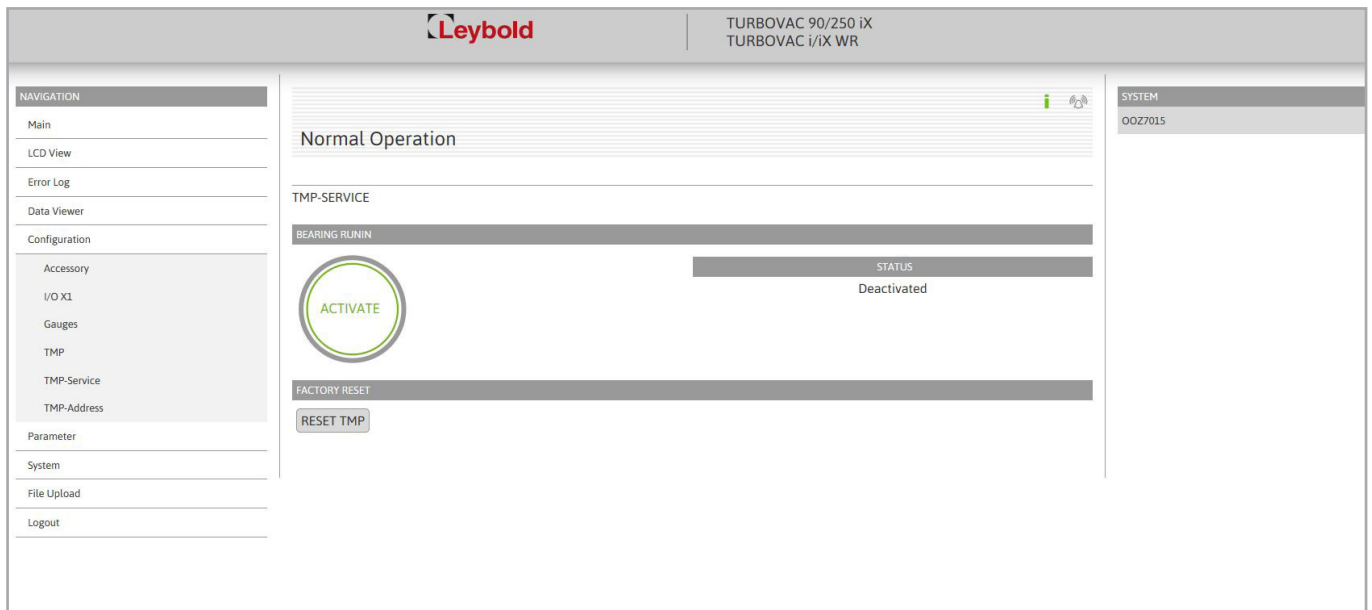 Leybold
TURBOVAC 90/250 iX
TURBOVAC i/iX WR
NAVIGATION
Main
LCD View
Error Log
Data Viewer
Configuration
Accessory
I/O X1
Gauges
TMP
TMP-Service
TMP-Address
Parameter
System
File Upload
Logout
Normal Operation
TMP-SERVICE
BEARING RUNIN
ACTIVATE
STATUS
Deactivated
FACTORY RESET
RESET TMP
SYSTEM
OOZ7015